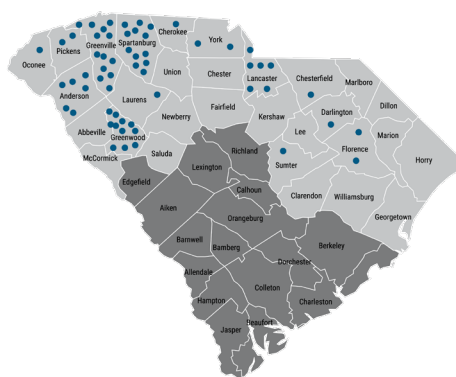 Cherokee
York
Greenville
Spartanburg
Pickens
Oconee
Union
Chester
Lancaster
Chesterfield
Marlboro
Anderson
Laurens
Dillon
Darlington
Fairfield
Kershaw
Newberry
Lee
Marion
Abbeville
Greenwood
Florence
McCormick
Saluda
Richland
Horry
Sumter
Lexington
Edgefield
Calhoun
Clarendon
Williamsburg
Aiken
Orangeburg
Georgetown
Barnwell
Bamberg
Berkeley
Dorchester
Allendale
Colleton
Hampton
Charleston
Jasper
Beaufort